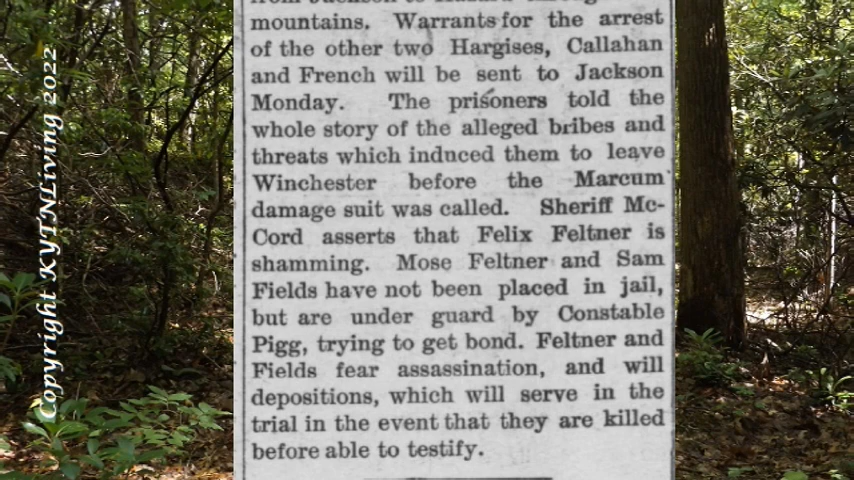 mountains. Warrants for the arrest
of the other two Hargises, Callahan
and French will be sent to Jackson
Monday. The prisoners told the
whole story of the alleged bribes and
threats which induced them to leave
Winchester before the Marcum
damage suit was called. Sheriff Mc-
Cord asserts that Felix Feltner is
shamming. Mose Feltner and Sam
Fields have not been placed in jail,
but are under guard by Constable
Pigg, trying to get bond. Feltner and
Fields fear assassination, and will
depositions, which will serve in the
trial in the event that they are killed
before able to testify.
Copyright KYTNLiving 2022